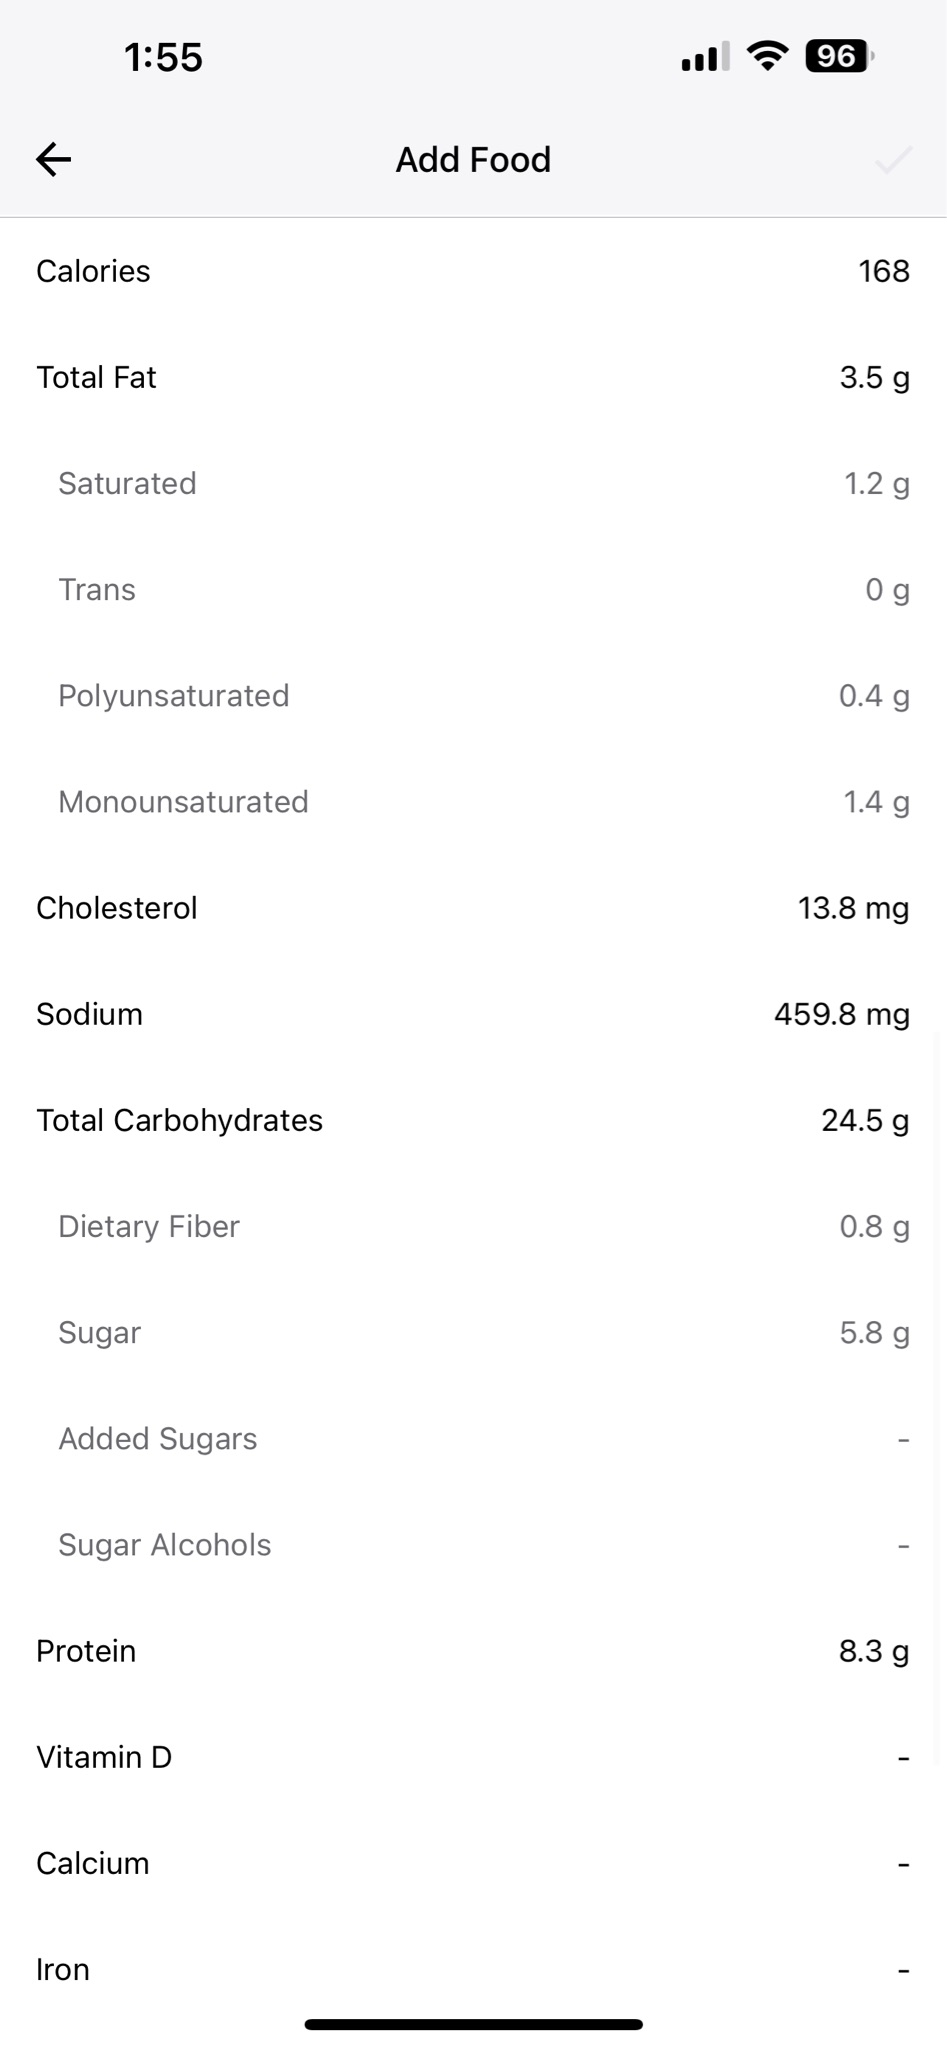 1:55
96
Add Food
Calories 168
Total Fat 3.5 g
Saturated 1.2 g
Trans 0 g
Polyunsaturated 0.4 g
Monounsaturated 1.4 g
Cholesterol 13.8 mg
Sodium 459.8 mg
Total Carbohydrates 24.5 g
Dietary Fiber 0.8 g
Sugar 5.8 g
Added Sugars -
Sugar Alcohols -
Protein 8.3 g
Vitamin D -
Calcium -
Iron -